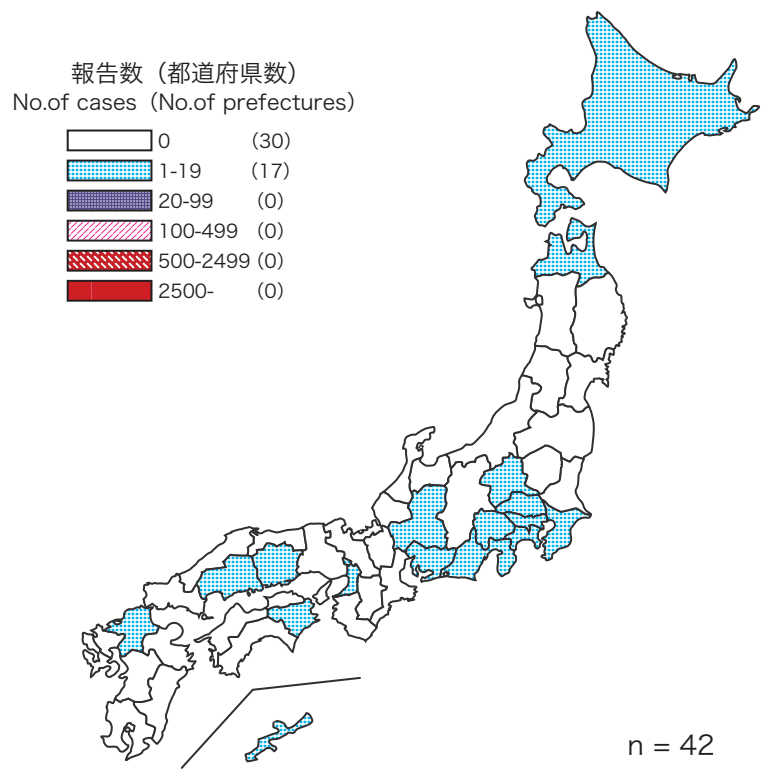 報告数（都道府県数）
No.of cases（No.of prefectures）
0 （30）
1-19 （17）
20-99 （0）
100-499 （0）
500-2499（0）
2500- （0）
n = 42